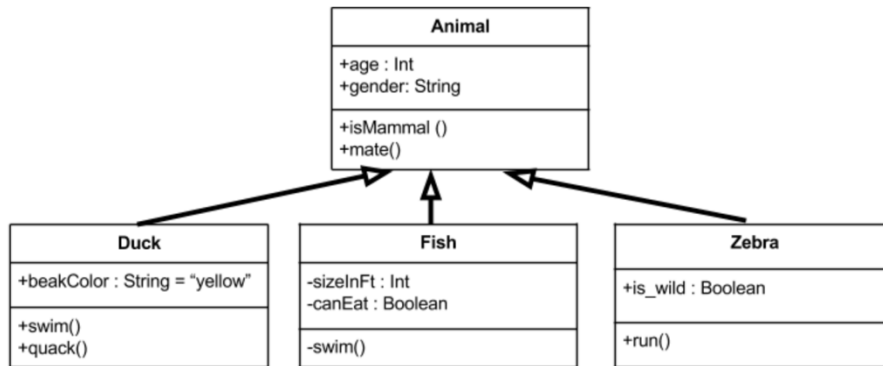 Animal
+age : Int
+gender: String
+isMammal ()
+mate()
Duck
+beakColor : String = “yellow”
+swim()
+quack()
Fish
-sizeInFt : Int
-canEat : Boolean
-swim()
Zebra
+is_wild : Boolean
+run()